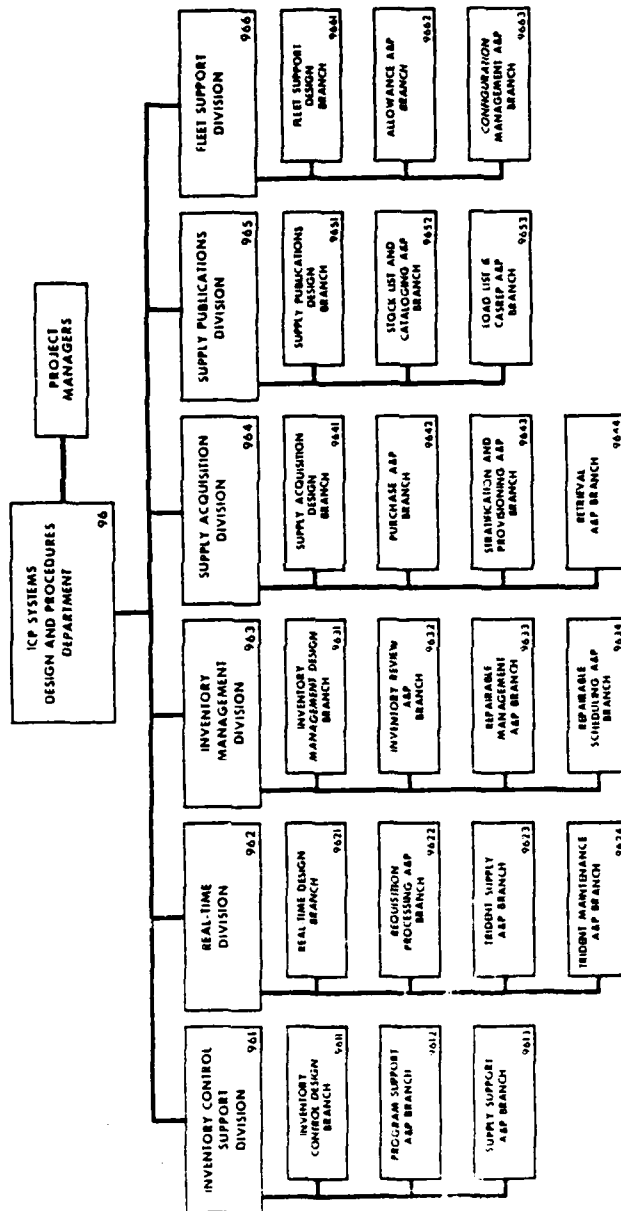 ICP SYSTEMS
DESIGN AND PROCEDURES
DEPARTMENT
96
PROJECT
MANAGERS
INVENTORY CONTROL
SUPPORT
DIVISION
961
INVENTORY
CONTROL DESIGN
BRANCH
9611
PROGRAM SUPPORT
A&P BRANCH
9612
SUPPLY SUPPORT
A&P BRANCH
9613
REAL-TIME
DIVISION
962
REAL TIME DESIGN
BRANCH
9621
REQUISITION
PROCESSING A&P
BRANCH
9622
TRIDENT SUPPLY
A&P BRANCH
9623
TRIDENT MAINTENANCE
A&P BRANCH
9624
INVENTORY
MANAGEMENT
DIVISION
963
INVENTORY
MANAGEMENT DESIGN
BRANCH
9631
INVENTORY REVIEW
A&P
BRANCH
9632
REPAIRABLE
MANAGEMENT
A&P BRANCH
9633
REPAIRABLE
SCHEDULING A&P
BRANCH
9634
SUPPLY ACQUISITION
DIVISION
964
SUPPLY ACQUISITION
DESIGN
BRANCH
9641
PURCHASE A&P
BRANCH
9642
STRATIFICATION AND
PROVISIONING A&P
BRANCH
9643
RETRIEVAL
A&P BRANCH
9644
SUPPLY PUBLICATIONS
DIVISION
965
SUPPLY PUBLICATIONS
DESIGN
BRANCH
9651
STOCK LIST AND
CATALOGING A&P
BRANCH
9652
LOAD LIST &
CASREP A&P
BRANCH
9653
FLEET SUPPORT
DIVISION
966
FLEET SUPPORT
DESIGN
BRANCH
9661
ALLOWANCE A&P
BRANCH
9662
CONFIGURATION
MANAGEMENT A&P
BRANCH
9663